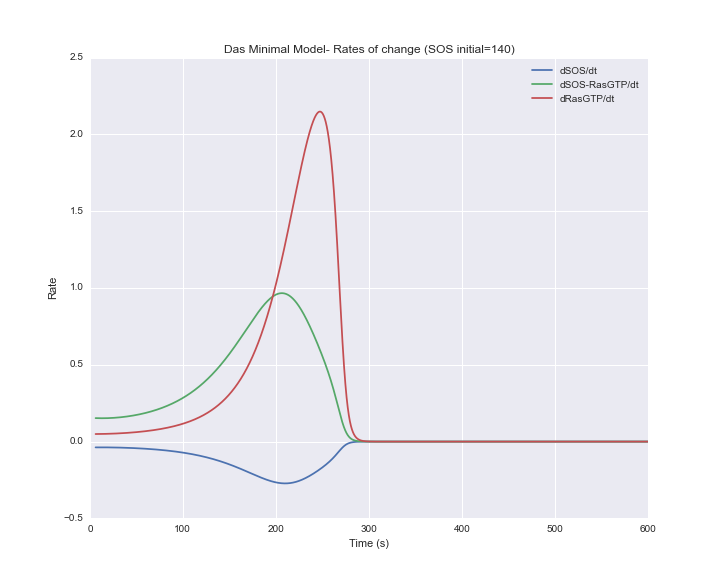 Das Minimal Model- Rates of change (SOS initial=140)
2.5
2.0
1.5
1.0
0.5
0.0
−0.5
Rate
dSOS/dt
dSOS-RasGTP/dt
dRasGTP/dt
0 100 200 300 400 500 600
Time (s)